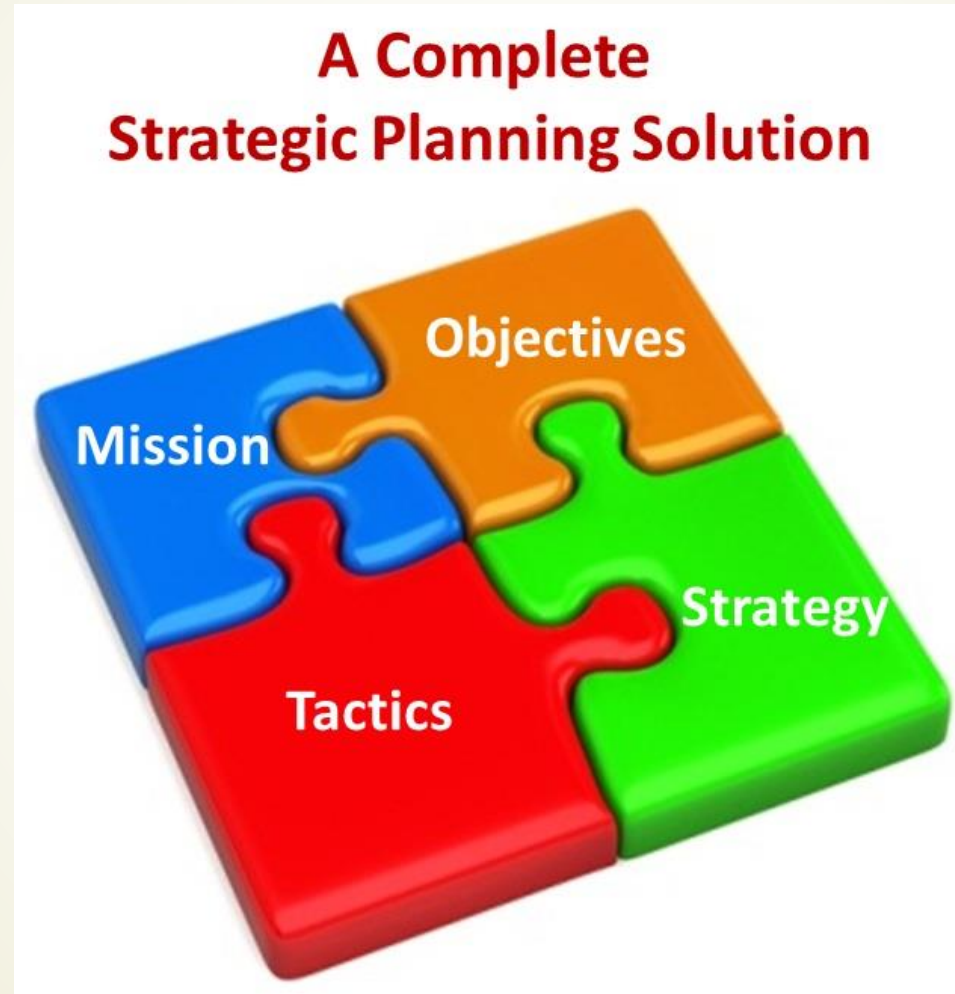 A Complete
Strategic Planning Solution
Objectives
Mission
Strategy
Tactics